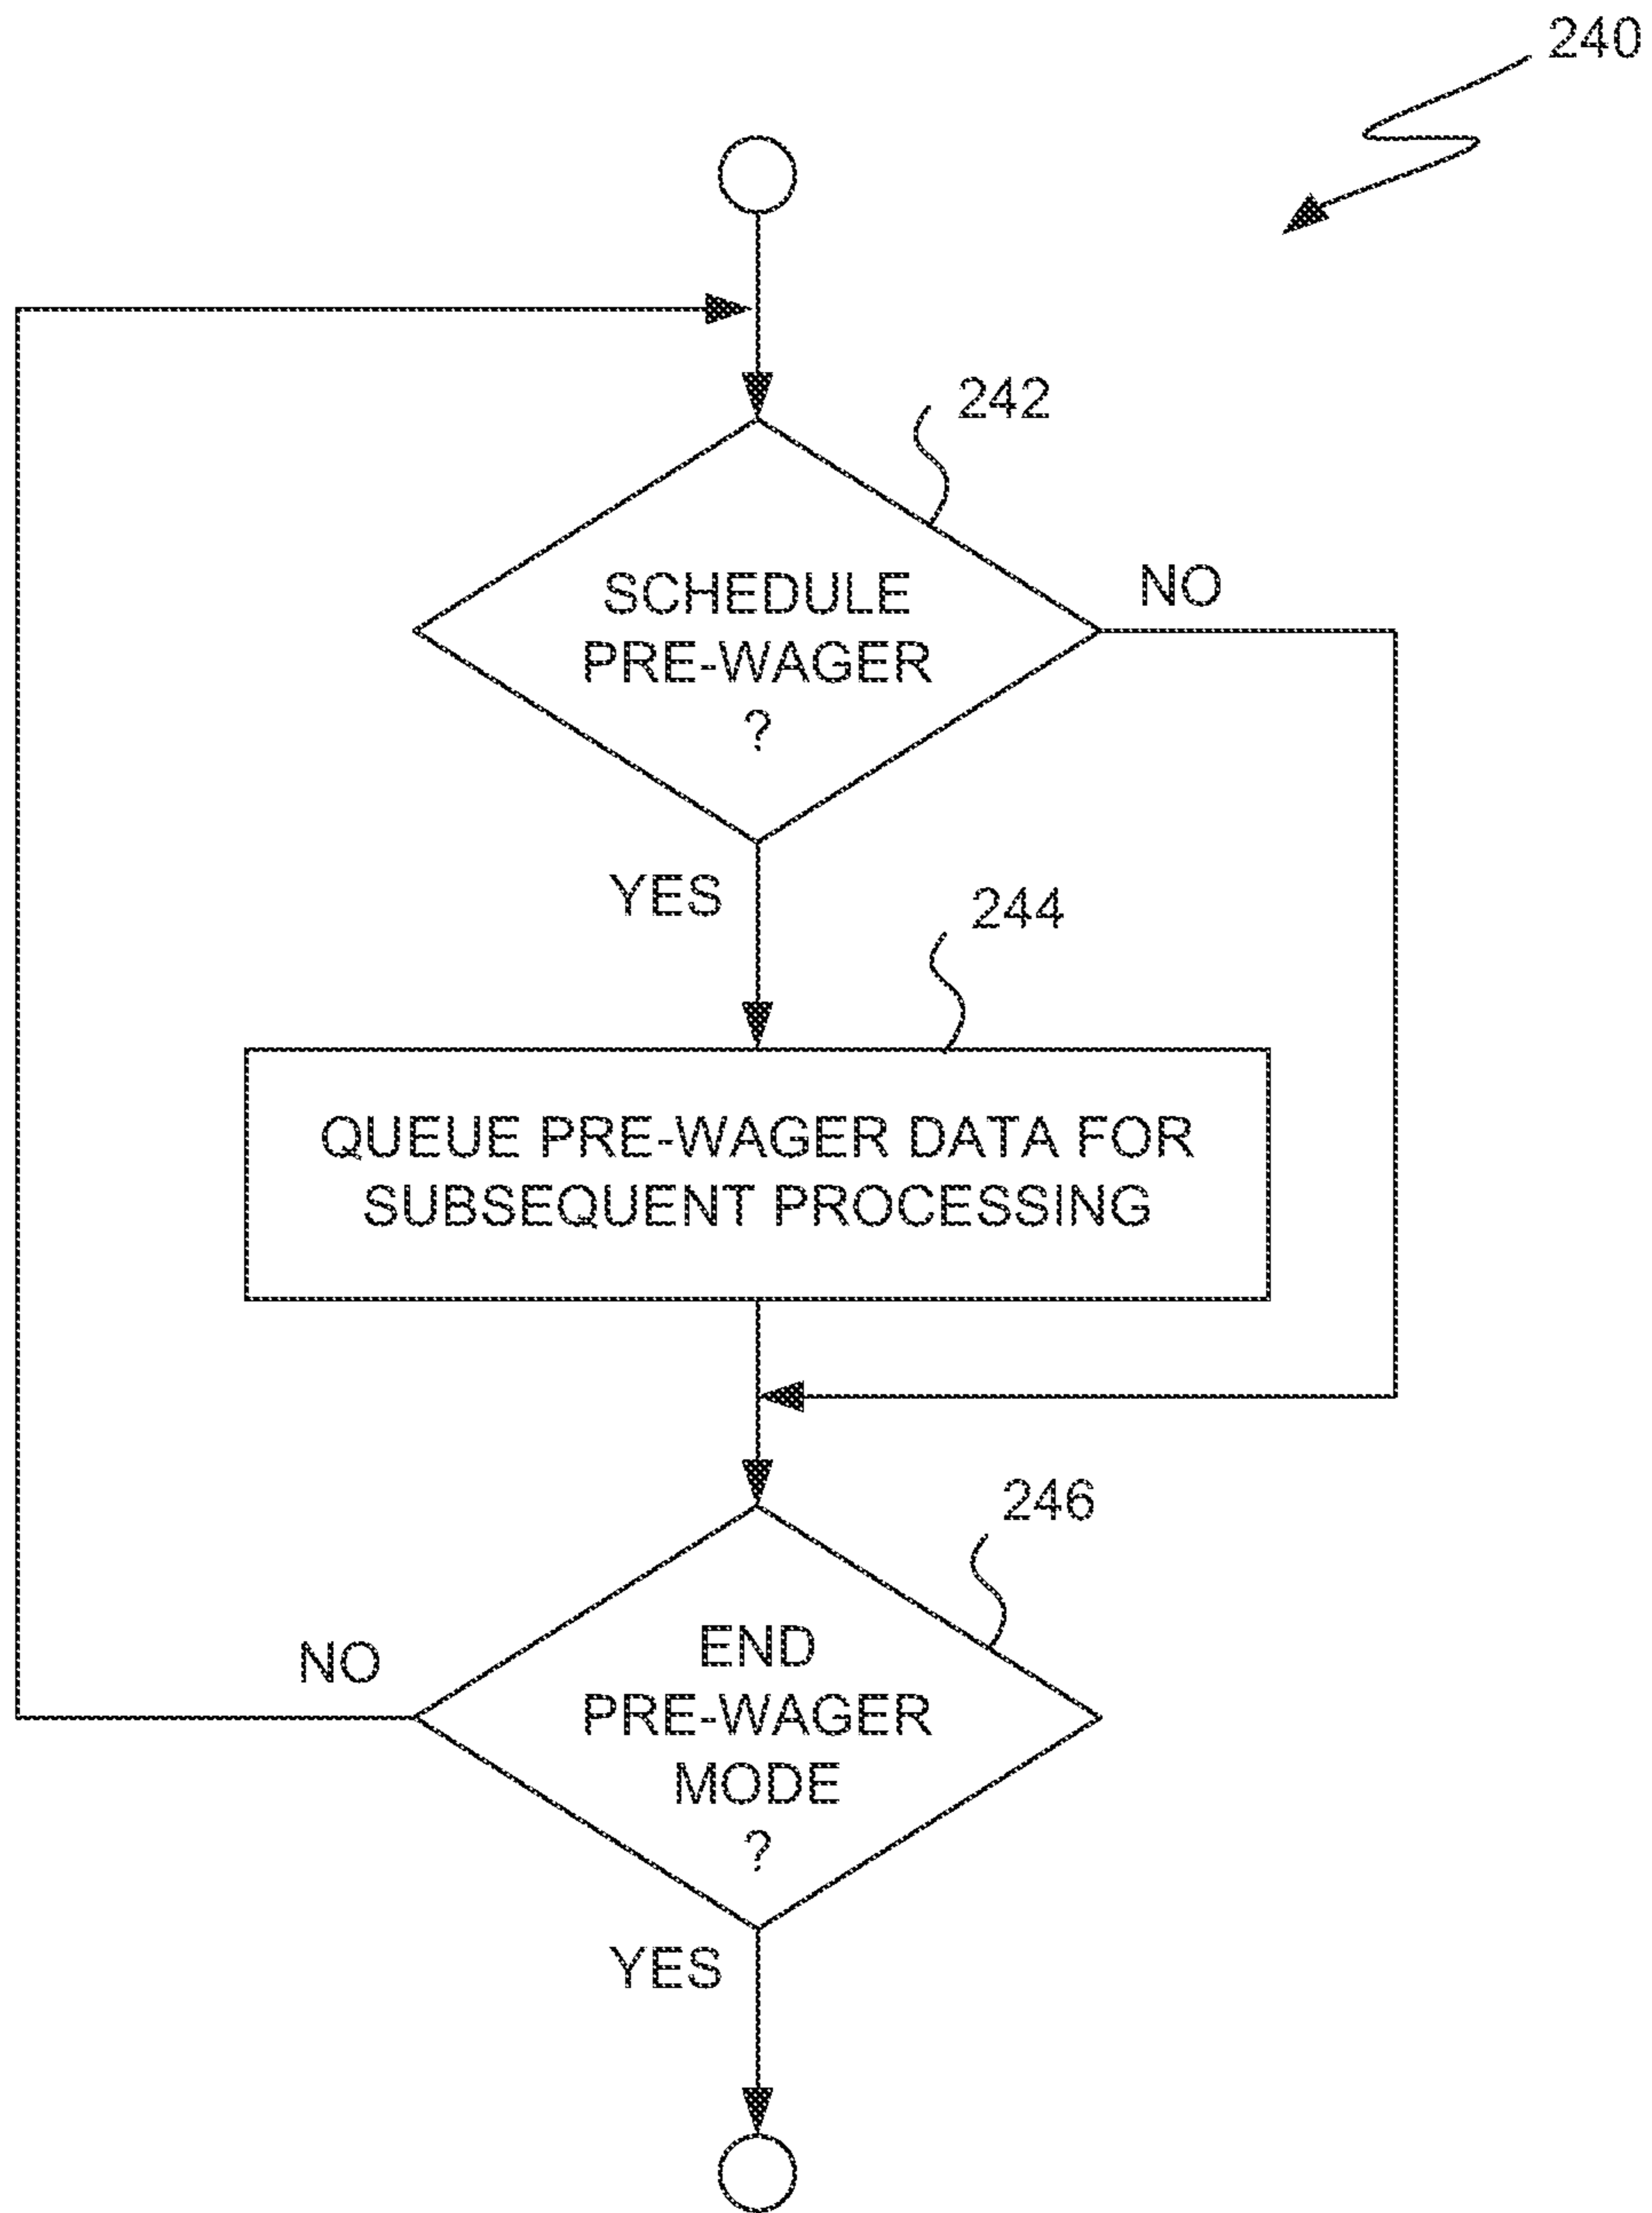 240
242
SCHEDULE
PRE-WAGER
?
NO
YES
244
QUEUE PRE-WAGER DATA FOR
SUBSEQUENT PROCESSING
246
END
PRE-WAGER
MODE
?
NO
YES